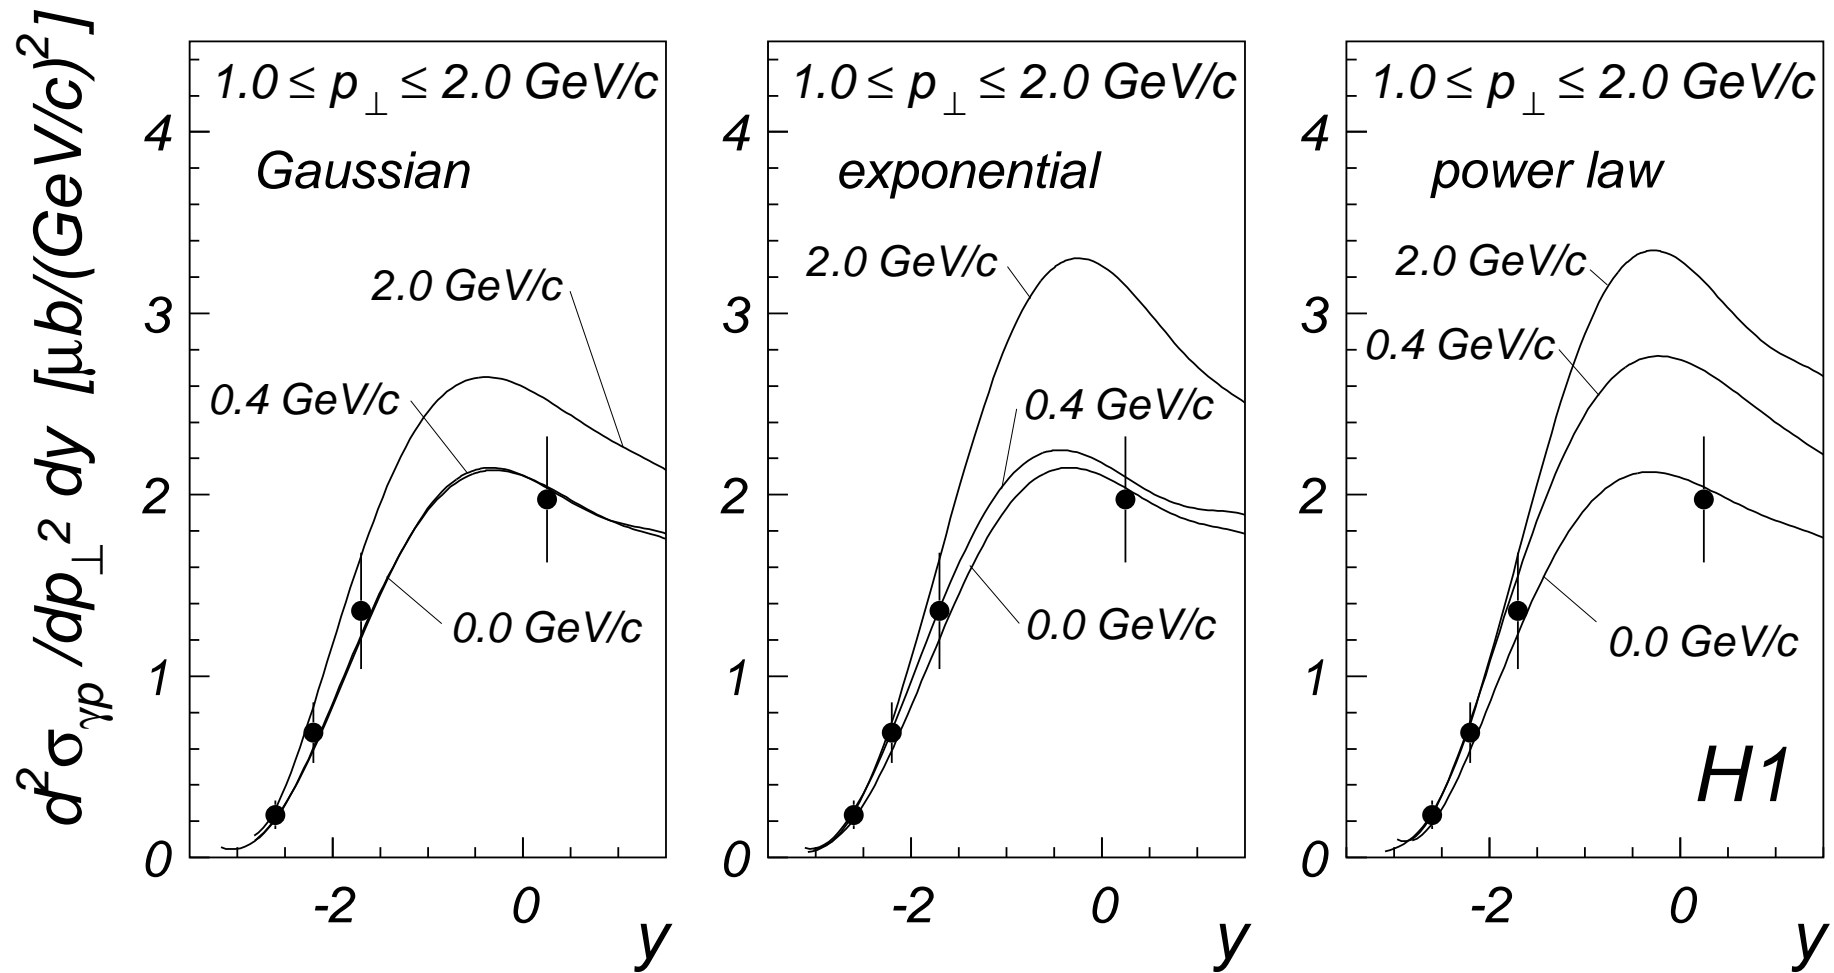 d²σγp/dp⊥² dy [μb/(GeV/c)²]
1.0 ≤ p⊥ ≤ 2.0 GeV/c
Gaussian
2.0 GeV/c
0.4 GeV/c
0.0 GeV/c
4
3
2
1
0
-2 0
y
1.0 ≤ p⊥ ≤ 2.0 GeV/c
exponential
2.0 GeV/c
0.4 GeV/c
0.0 GeV/c
4
3
2
1
0
-2 0
y
1.0 ≤ p⊥ ≤ 2.0 GeV/c
power law
2.0 GeV/c
0.4 GeV/c
0.0 GeV/c
H1
4
3
2
1
0
-2 0
y